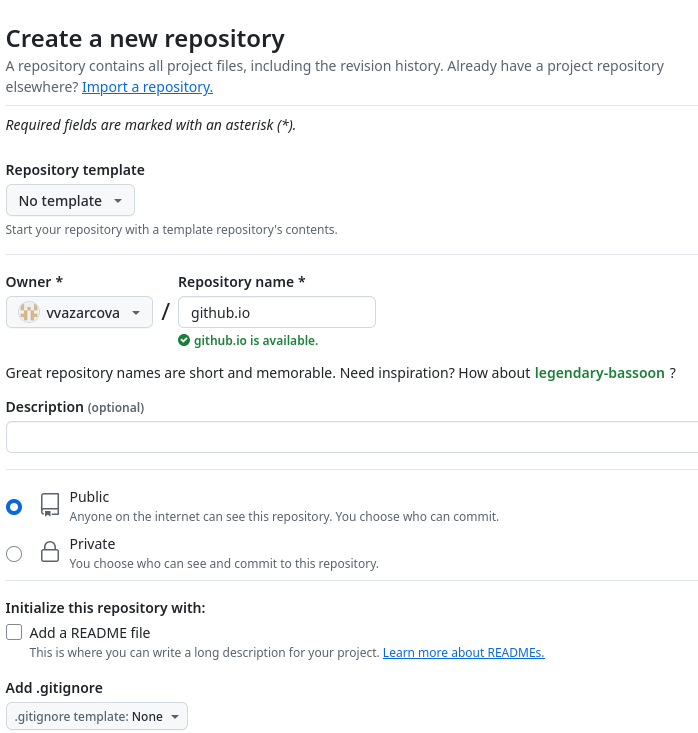 Create a new repository
A repository contains all project files, including the revision history. Already have a project repository
elsewhere? Import a repository.
Required fields are marked with an asterisk (*).
Repository template
No template
Start your repository with a template repository's contents.
Owner *
Repository name *
vvazarcova
/
github.io
github.io is available.
Great repository names are short and memorable. Need inspiration? How about legendary-bassoon ?
Description (optional)
Public
Anyone on the internet can see this repository. You choose who can commit.
Private
You choose who can see and commit to this repository.
Initialize this repository with:
Add a README file
This is where you can write a long description for your project. Learn more about READMEs.
Add .gitignore
.gitignore template: None